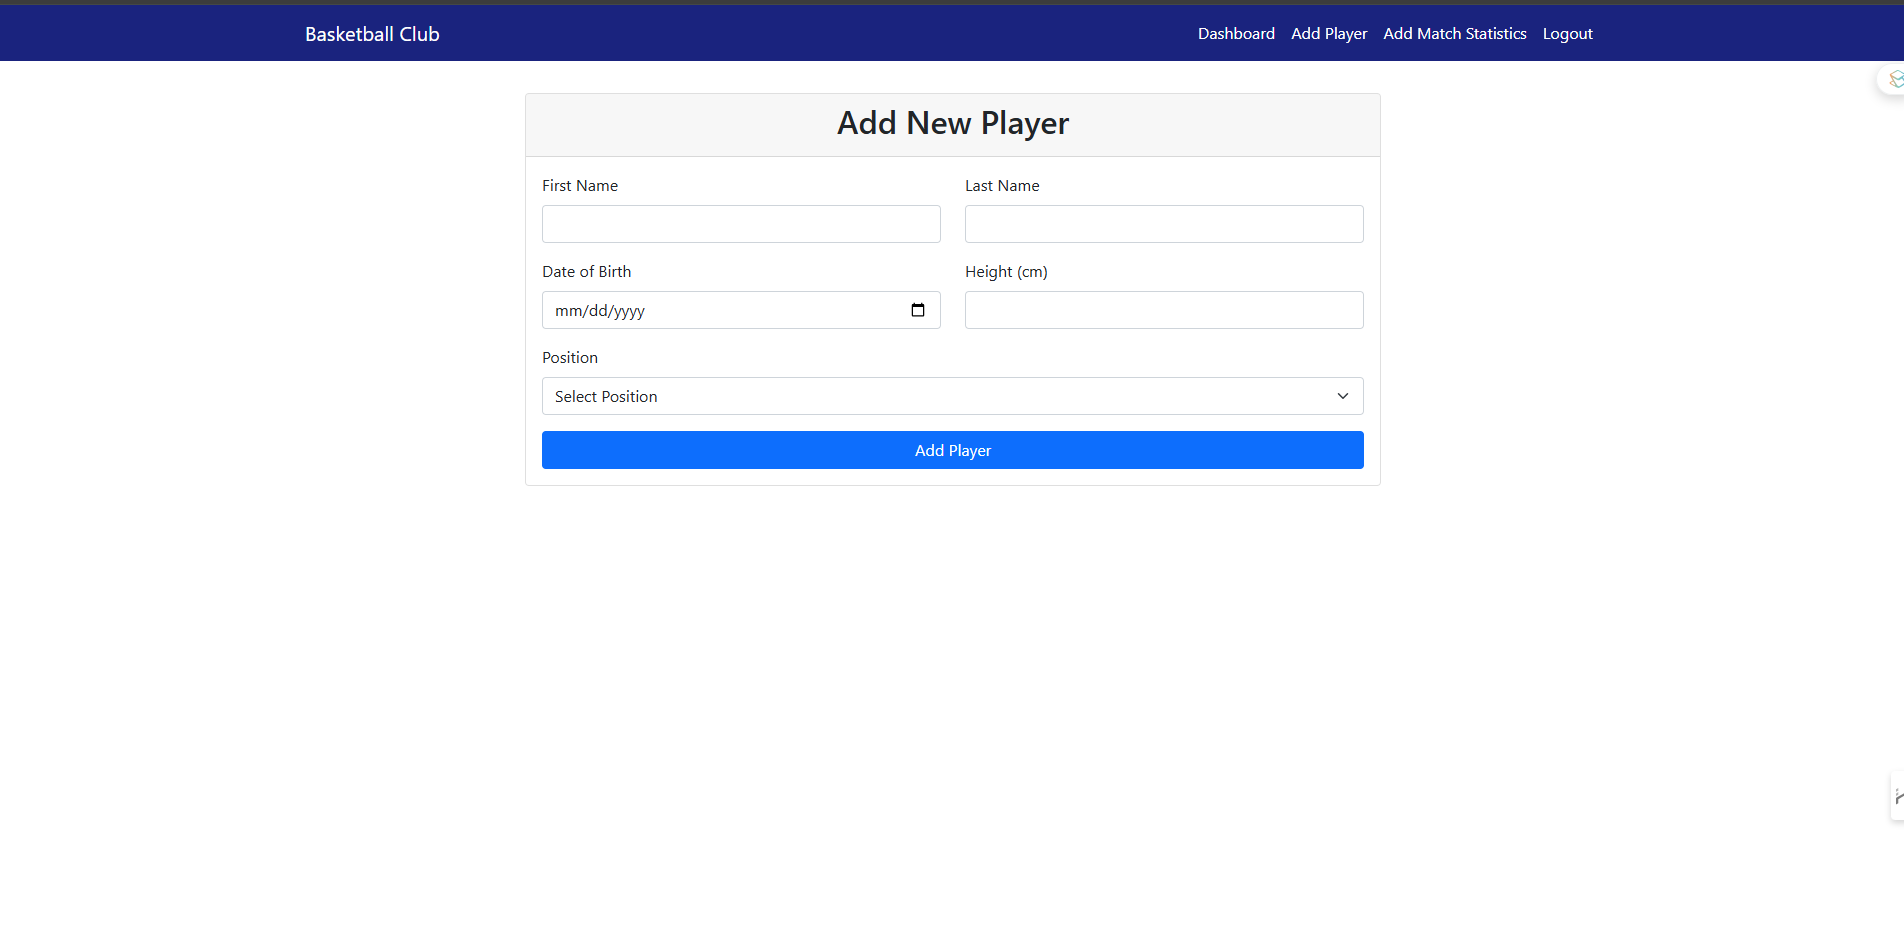 Basketball Club
Dashboard Add Player Add Match Statistics Logout
Add New Player
First Name
Last Name
Date of Birth
Height (cm)
mm/dd/yyyy
Position
Select Position
Add Player